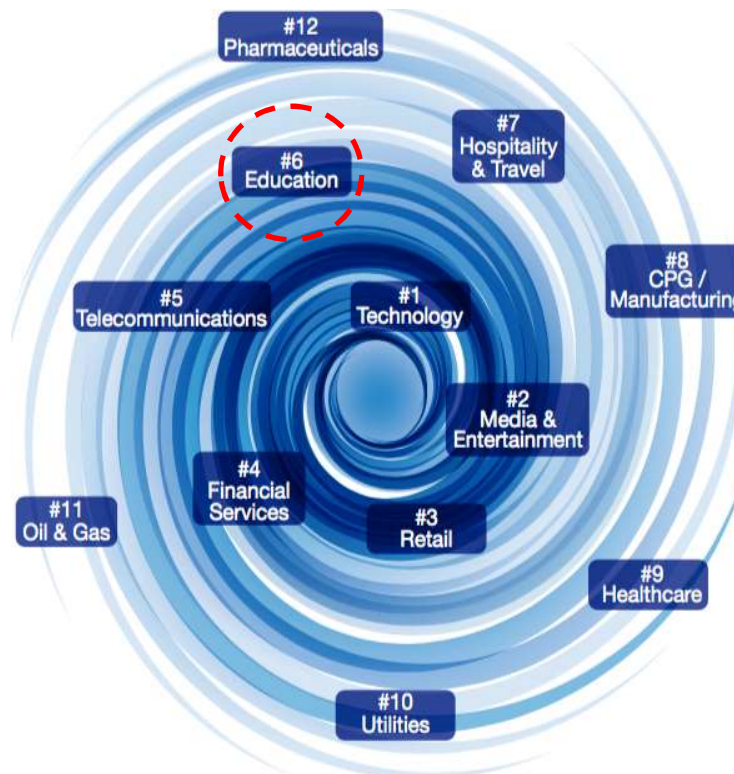 #12
Pharmaceuticals
#7
Hospitality
& Travel
#6
Education
#8
CPG /
Manufacturing
#5
Telecommunications
#1
Technology
#2
Media &
Entertainment
#4
Financial
Services
#11
Oil & Gas
#3
Retail
#9
Healthcare
#10
Utilities